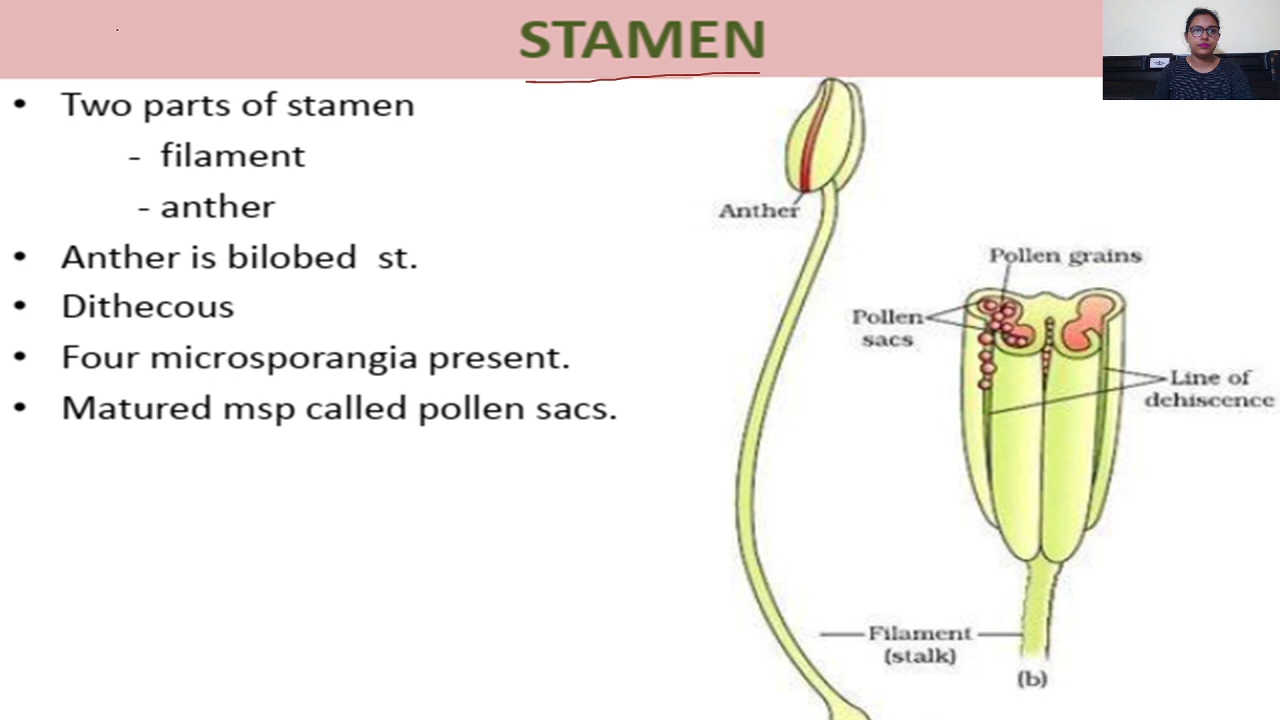 STAMEN
• Two parts of stamen
- filament
- anther
• Anther is bilobed st.
• Dithecous
• Four microsporangia present.
• Matured msp called pollen sacs.
Anther
Pollen grains
Pollen
sacs
Line of
dehiscence
Filament
(stalk)
(b)